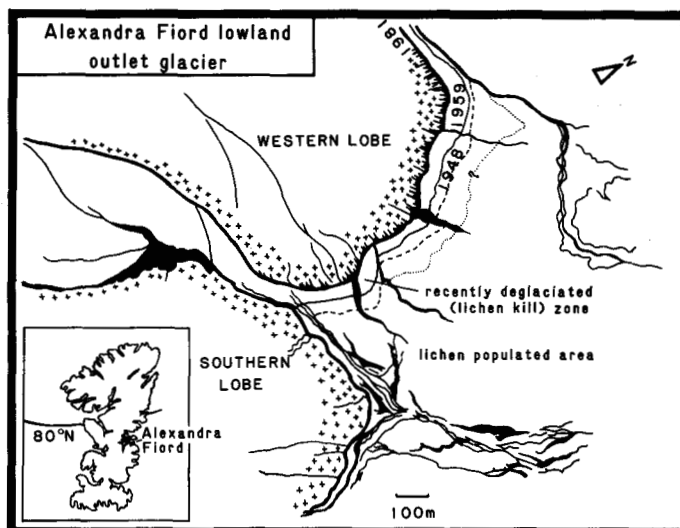 Alexandra Fiord lowland
outlet glacier
1981
N
1959
WESTERN LOBE
1948
?
recently deglaciated
(lichen kill) zone
lichen populated area
SOUTHERN
LOBE
80°N
Alexandra
Fiord
100m